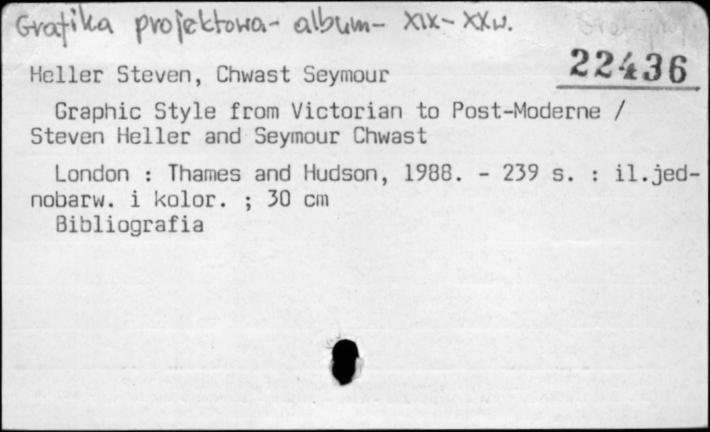 Grafika projektowa - album - XIX - XXw.
22436
Heller Steven, Chwast Seymour
Graphic Style from Victorian to Post-Moderne /
Steven Heller and Seymour Chwast
London : Thames and Hudson, 1988. - 239 s. : il.jed-
nobarw. i kolor. ; 30 cm
Bibliografia